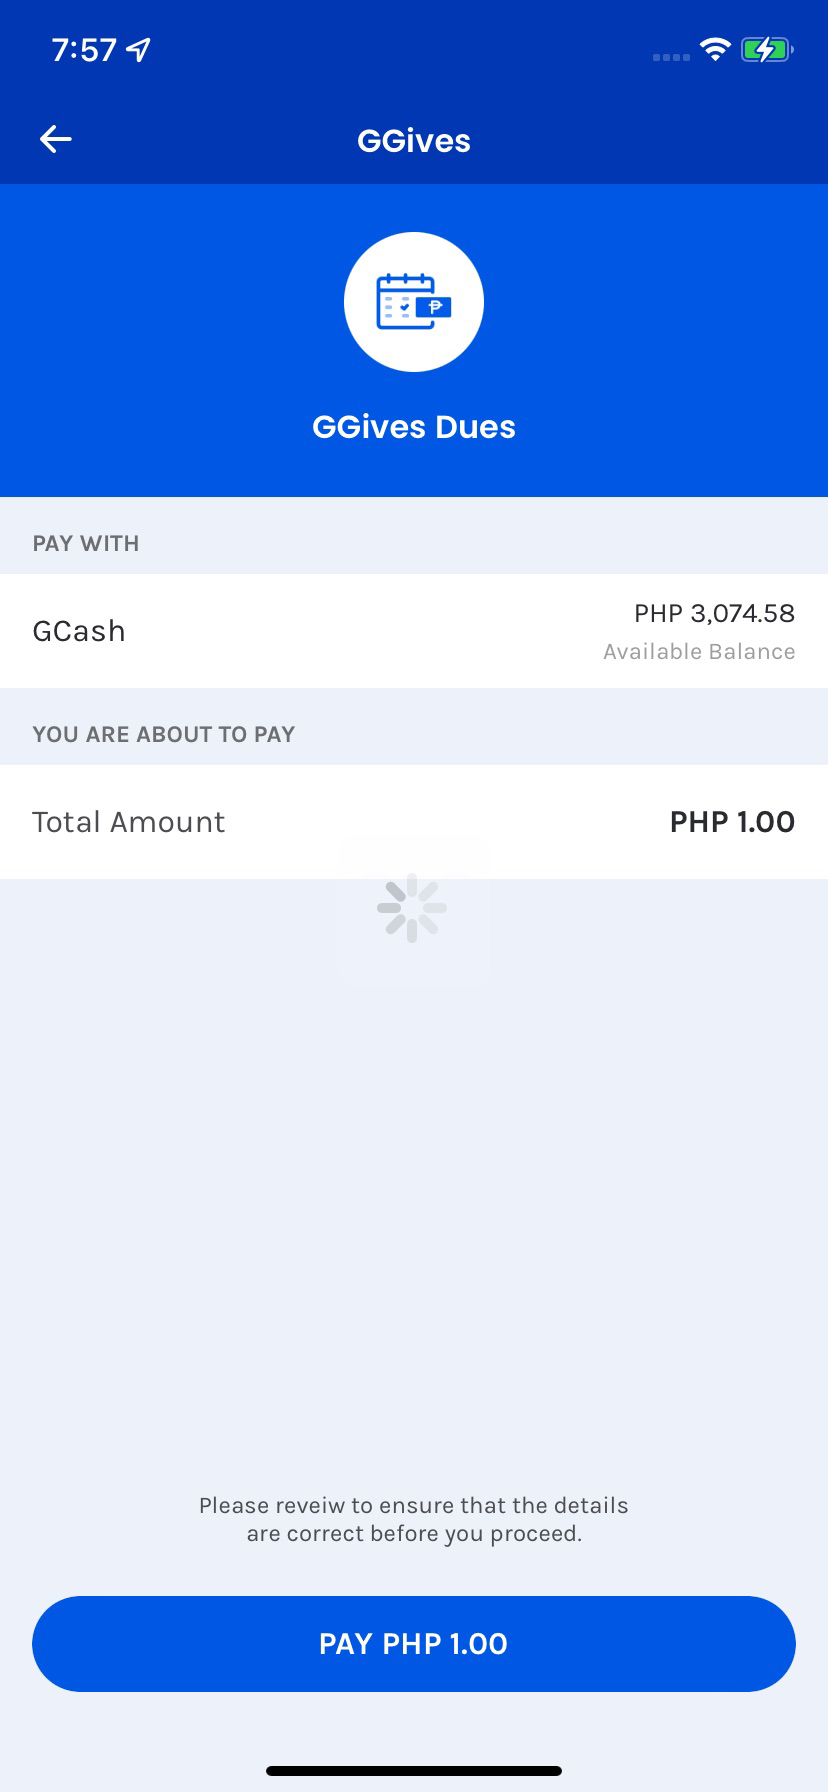 7:57
GGives
GGives Dues
PAY WITH
GCash
PHP 3,074.58
Available Balance
YOU ARE ABOUT TO PAY
Total Amount
PHP 1.00
Please reveiw to ensure that the details
are correct before you proceed.
PAY PHP 1.00